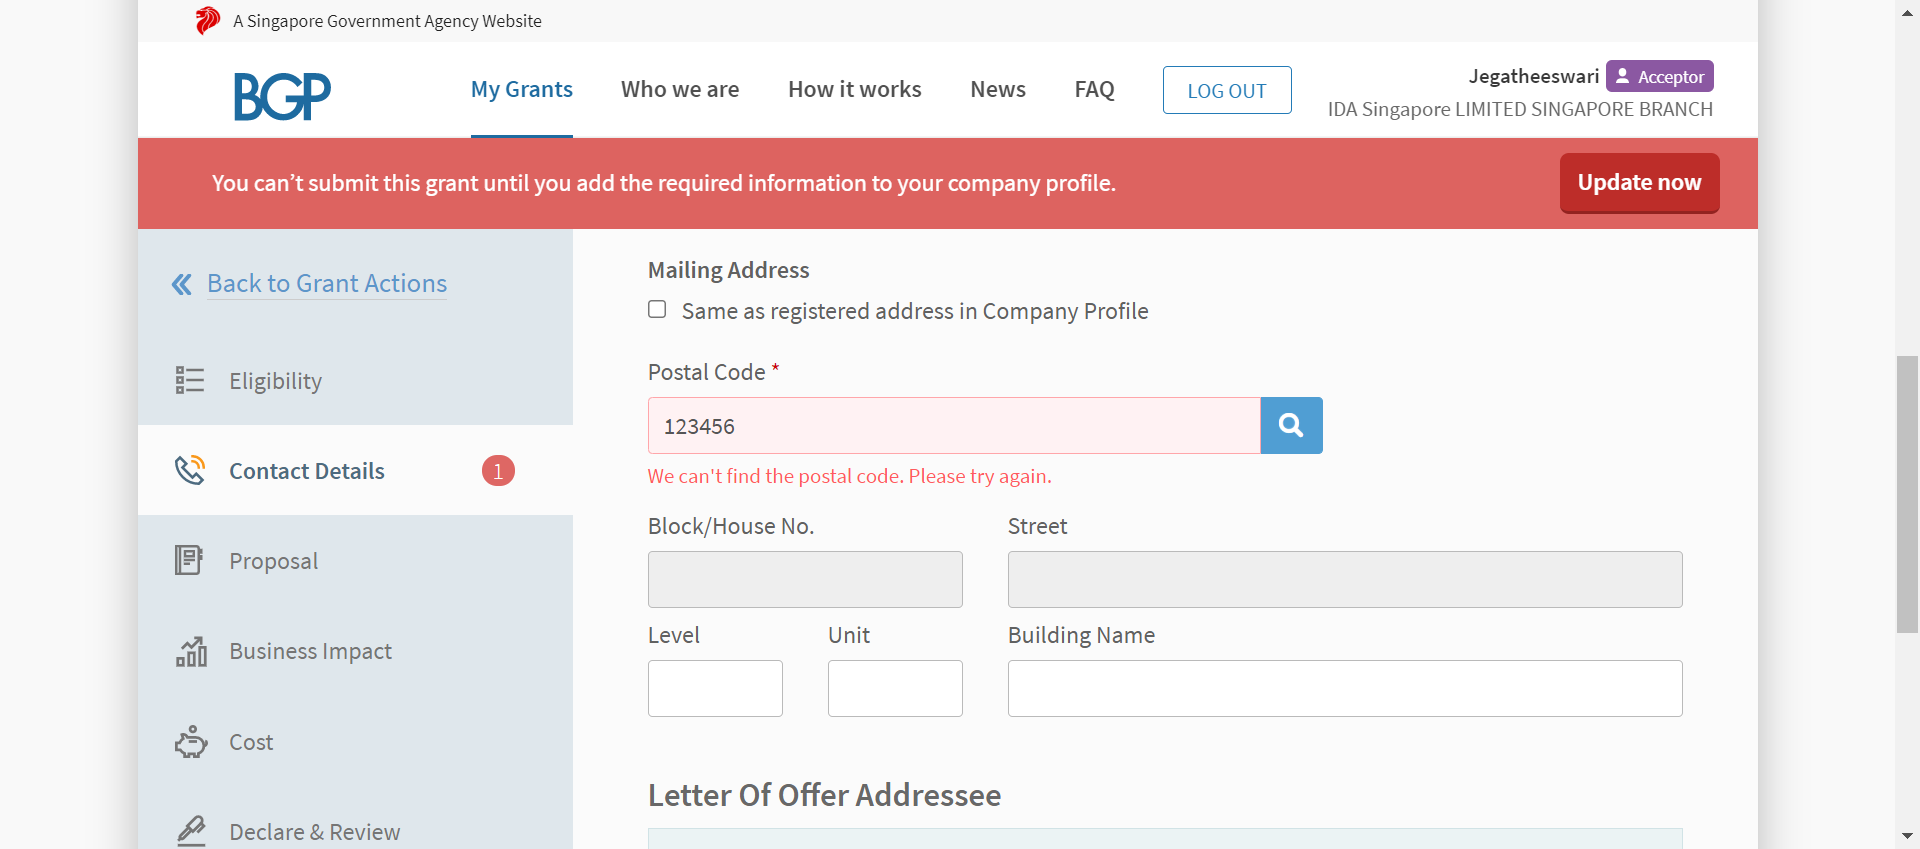 A Singapore Government Agency Website
BGP
My Grants
Who we are
How it works
News
FAQ
LOG OUT
Jegatheeswari
Acceptor
IDA Singapore LIMITED SINGAPORE BRANCH
You can’t submit this grant until you add the required information to your company profile.
Update now
Back to Grant Actions
Eligibility
Contact Details
1
Proposal
Business Impact
Cost
Declare & Review
Mailing Address
Same as registered address in Company Profile
Postal Code *
123456
We can't find the postal code. Please try again.
Block/House No.
Street
Level
Unit
Building Name
Letter Of Offer Addressee